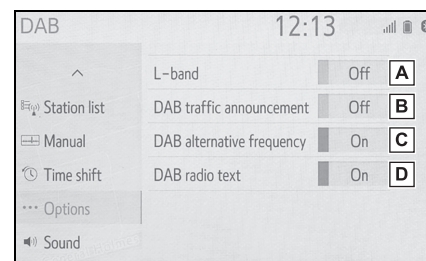 DAB 12:13
L-band Off A
Station list DAB traffic announcement Off B
Manual DAB alternative frequency On C
Time shift DAB radio text On D
Options
Sound